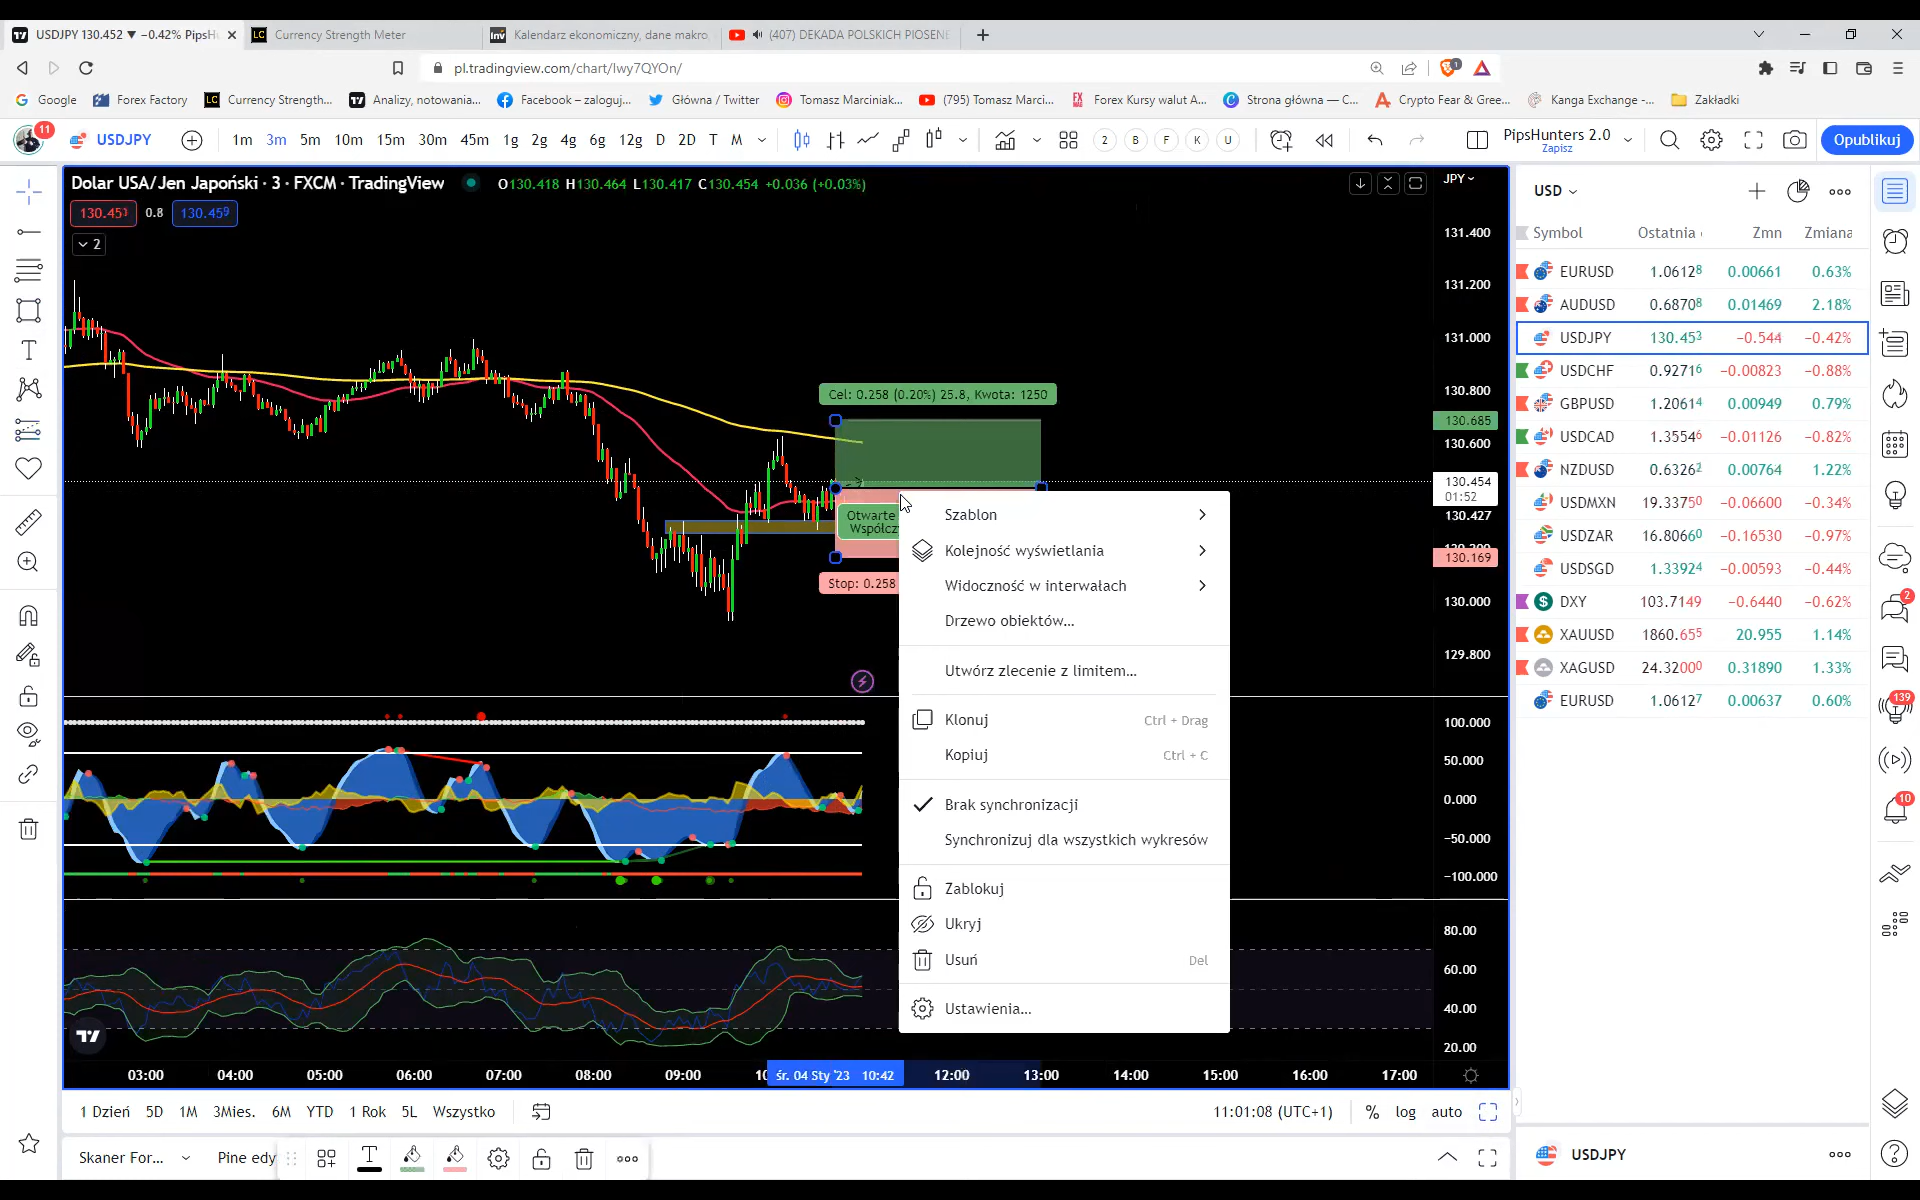 USDJPY 130.452 ▼ −0.42% PipsH
Currency Strength Meter
Kalendarz ekonomiczny, dane makro,
(407) DEKADA POLSKICH PIOSENE
pl.tradingview.com/chart/lwy7QYOn/
Google
Forex Factory
Currency Strength...
Analizy, notowania...
Facebook – zaloguj...
Główna / Twitter
Tomasz Marciniak...
(795) Tomasz Marci...
Forex Kursy walut A...
Strona główna — C...
Crypto Fear & Gree...
Kanga Exchange -...
Zakładki
11
USDJPY
1m 3m 5m 10m 15m 30m 45m 1g 2g 4g 6g 12g D 2D T M
2 B F K U
PipsHunters 2.0
Zapisz
Opublikuj
Dolar USA/Jen Japoński · 3 · FXCM · TradingView
O130.418 H130.464 L130.417 C130.454 +0.036 (+0.03%)
130.451 0.8 130.459
2
JPY
131.400
131.200
131.000
130.800
130.685
130.600
130.454
01:52
130.427
130.169
130.000
129.800
Cel: 0.258 (0.20%) 25.8, Kwota: 1250
Otwarte
Współcz
Stop: 0.258
Szablon
Kolejność wyświetlania
Widoczność w interwałach
Drzewo obiektów...
Utwórz zlecenie z limitem...
Klonuj Ctrl + Drag
Kopiuj Ctrl + C
Brak synchronizacji
Synchronizuj dla wszystkich wykresów
Zablokuj
Ukryj
Usuń Del
Ustawienia...
100.000
50.000
0.000
−50.000
−100.000
80.00
60.00
40.00
20.00
03:00 04:00 05:00 06:00 07:00 08:00 09:00 10 śr. 04 Sty '23 10:42 12:00 13:00 14:00 15:00 16:00 17:00
1 Dzień 5D 1M 3Mies. 6M YTD 1 Rok 5L Wszystko
11:01:08 (UTC+1) % log auto
Skaner For... Pine edy
USD
Symbol Ostatnia Zmn Zmiana
EURUSD 1.06128 0.00661 0.63%
AUDUSD 0.68708 0.01469 2.18%
USDJPY 130.453 −0.544 −0.42%
USDCHF 0.92716 −0.00823 −0.88%
GBPUSD 1.20614 0.00949 0.79%
USDCAD 1.35546 −0.01126 −0.82%
NZDUSD 0.63262 0.00764 1.22%
USDMXN 19.33750 −0.06600 −0.34%
USDZAR 16.80660 −0.16530 −0.97%
USDSGD 1.33924 −0.00593 −0.44%
DXY 103.7149 −0.6440 −0.62%
XAUUSD 1860.655 20.955 1.14%
XAGUSD 24.3200 0.31890 1.33%
EURUSD 1.06127 0.00637 0.60%
USDJPY
2
139
10